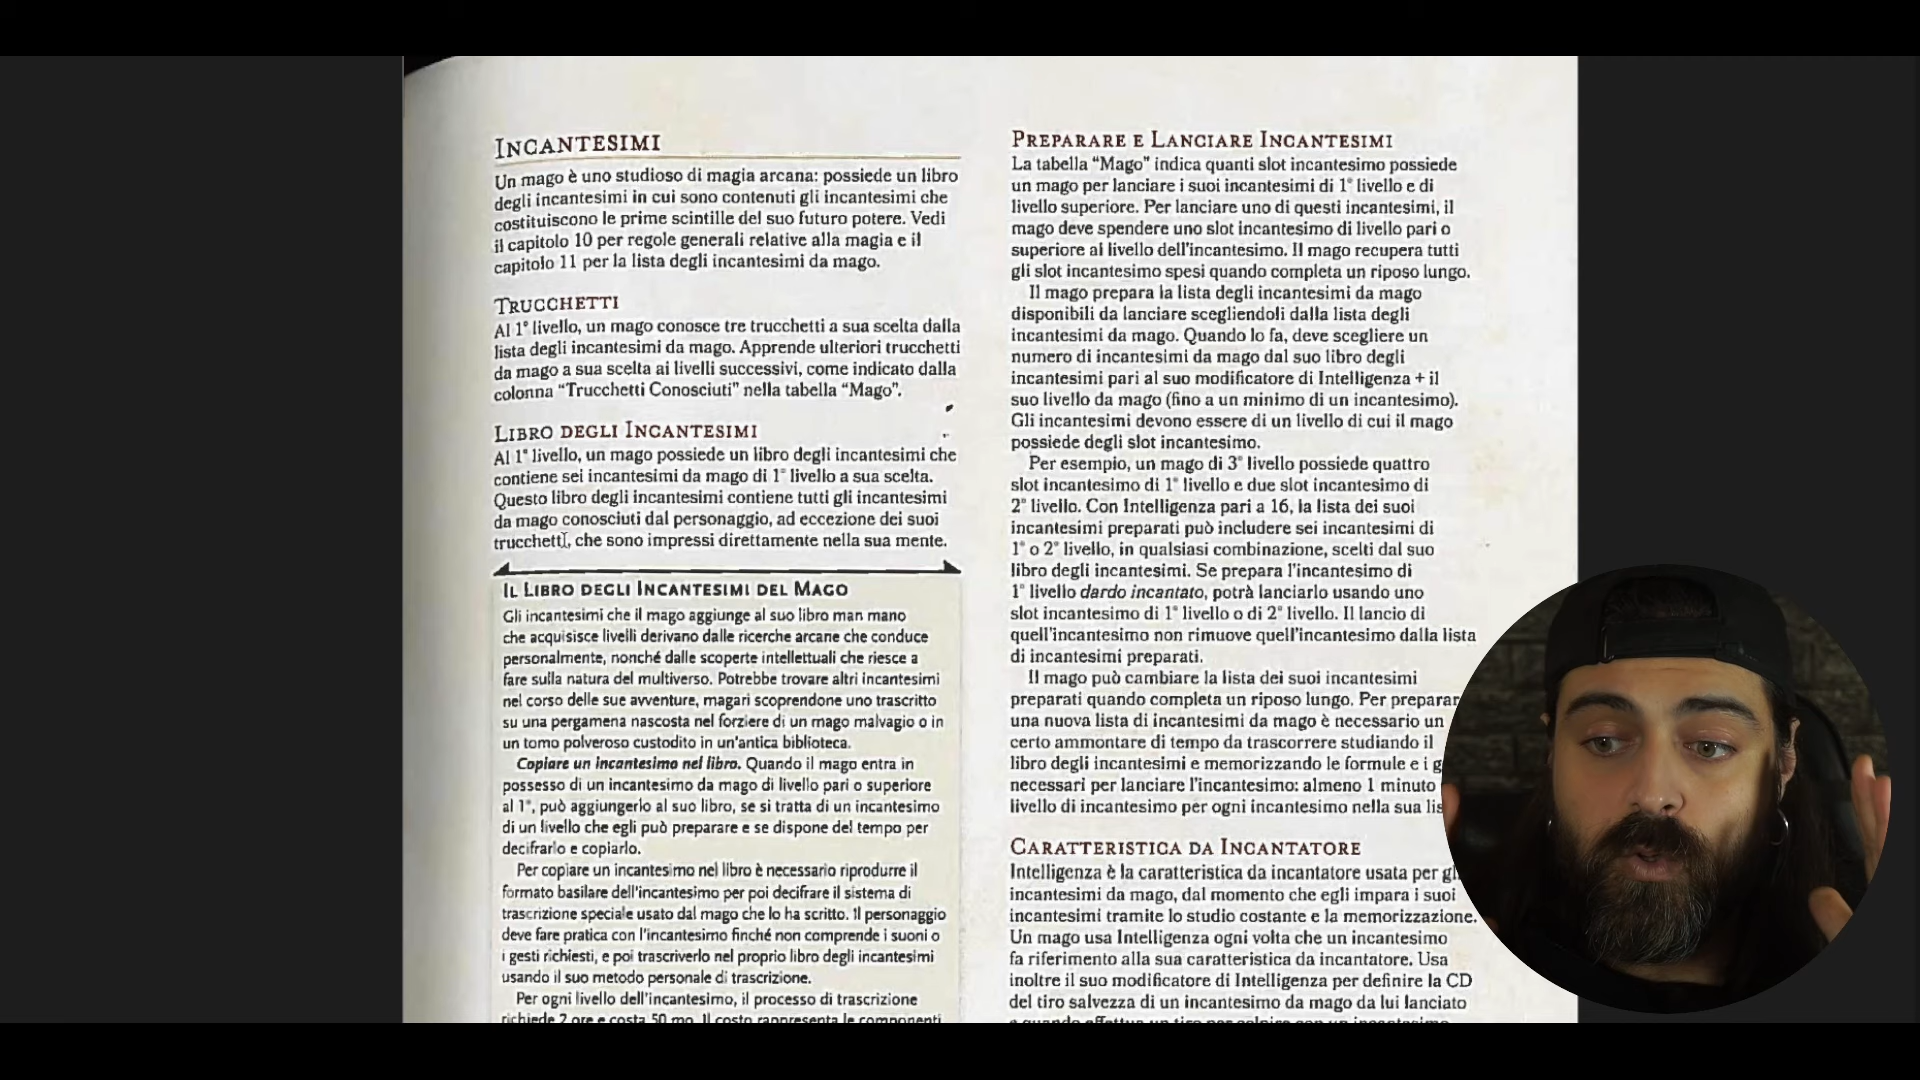 INCANTESIMI
Un mago è uno studioso di magia arcana: possiede un libro
degli incantesimi in cui sono contenuti gli incantesimi che
costituiscono le prime scintille del suo futuro potere. Vedi
il capitolo 10 per regole generali relative alla magia e il
capitolo 11 per la lista degli incantesimi da mago.
TRUCCHETTI
Al 1° livello, un mago conosce tre trucchetti a sua scelta dalla
lista degli incantesimi da mago. Apprende ulteriori trucchetti
da mago a sua scelta ai livelli successivi, come indicato dalla
colonna “Trucchetti Conosciuti” nella tabella “Mago”.
LIBRO DEGLI INCANTESIMI
Al 1° livello, un mago possiede un libro degli incantesimi che
contiene sei incantesimi da mago di 1° livello a sua scelta.
Questo libro degli incantesimi contiene tutti gli incantesimi
da mago conosciuti dal personaggio, ad eccezione dei suoi
trucchetti, che sono impressi direttamente nella sua mente.
IL LIBRO DEGLI INCANTESIMI DEL MAGO
Gli incantesimi che il mago aggiunge al suo libro man mano
che acquisisce livelli derivano dalle ricerche arcane che conduce
personalmente, nonché dalle scoperte intellettuali che riesce a
fare sulla natura del multiverso. Potrebbe trovare altri incantesimi
nel corso delle sue avventure, magari scoprendone uno trascritto
su una pergamena nascosta nel forziere di un mago malvagio o in
un tomo polveroso custodito in un'antica biblioteca.
Copiare un incantesimo nel libro. Quando il mago entra in
possesso di un incantesimo da mago di livello pari o superiore
al 1°, può aggiungerlo al suo libro, se si tratta di un incantesimo
di un livello che egli può preparare e se dispone del tempo per
decifrarlo e copiarlo.
Per copiare un incantesimo nel libro è necessario riprodurre il
formato basilare dell'incantesimo per poi decifrare il sistema di
trascrizione speciale usato dal mago che lo ha scritto. Il personaggio
deve fare pratica con l'incantesimo finché non comprende i suoni o
i gesti richiesti, e poi trascriverlo nel proprio libro degli incantesimi
usando il suo metodo personale di trascrizione.
Per ogni livello dell'incantesimo, il processo di trascrizione
richiede 2 ore e costa 50 mo. Il costo rappresenta le componenti
PREPARARE E LANCIARE INCANTESIMI
La tabella “Mago” indica quanti slot incantesimo possiede
un mago per lanciare i suoi incantesimi di 1° livello e di
livello superiore. Per lanciare uno di questi incantesimi, il
mago deve spendere uno slot incantesimo di livello pari o
superiore al livello dell'incantesimo. Il mago recupera tutti
gli slot incantesimo spesi quando completa un riposo lungo.
Il mago prepara la lista degli incantesimi da mago
disponibili da lanciare scegliendoli dalla lista degli
incantesimi da mago. Quando lo fa, deve scegliere un
numero di incantesimi da mago dal suo libro degli
incantesimi pari al suo modificatore di Intelligenza + il
suo livello da mago (fino a un minimo di un incantesimo).
Gli incantesimi devono essere di un livello di cui il mago
possiede degli slot incantesimo.
Per esempio, un mago di 3° livello possiede quattro
slot incantesimo di 1° livello e due slot incantesimo di
2° livello. Con Intelligenza pari a 16, la lista dei suoi
incantesimi preparati può includere sei incantesimi di
1° o 2° livello, in qualsiasi combinazione, scelti dal suo
libro degli incantesimi. Se prepara l'incantesimo di
1° livello dardo incantato, potrà lanciarlo usando uno
slot incantesimo di 1° livello o di 2° livello. Il lancio di
quell'incantesimo non rimuove quell'incantesimo dalla lista
di incantesimi preparati.
Il mago può cambiare la lista dei suoi incantesimi
preparati quando completa un riposo lungo. Per preparar
una nuova lista di incantesimi da mago è necessario un
certo ammontare di tempo da trascorrere studiando il
libro degli incantesimi e memorizzando le formule e i g
necessari per lanciare l'incantesimo: almeno 1 minuto
livello di incantesimo per ogni incantesimo nella sua lis
CARATTERISTICA DA INCANTATORE
Intelligenza è la caratteristica da incantatore usata per gl
incantesimi da mago, dal momento che egli impara i suoi
incantesimi tramite lo studio costante e la memorizzazione.
Un mago usa Intelligenza ogni volta che un incantesimo
fa riferimento alla sua caratteristica da incantatore. Usa
inoltre il suo modificatore di Intelligenza per definire la CD
del tiro salvezza di un incantesimo da mago da lui lanciato